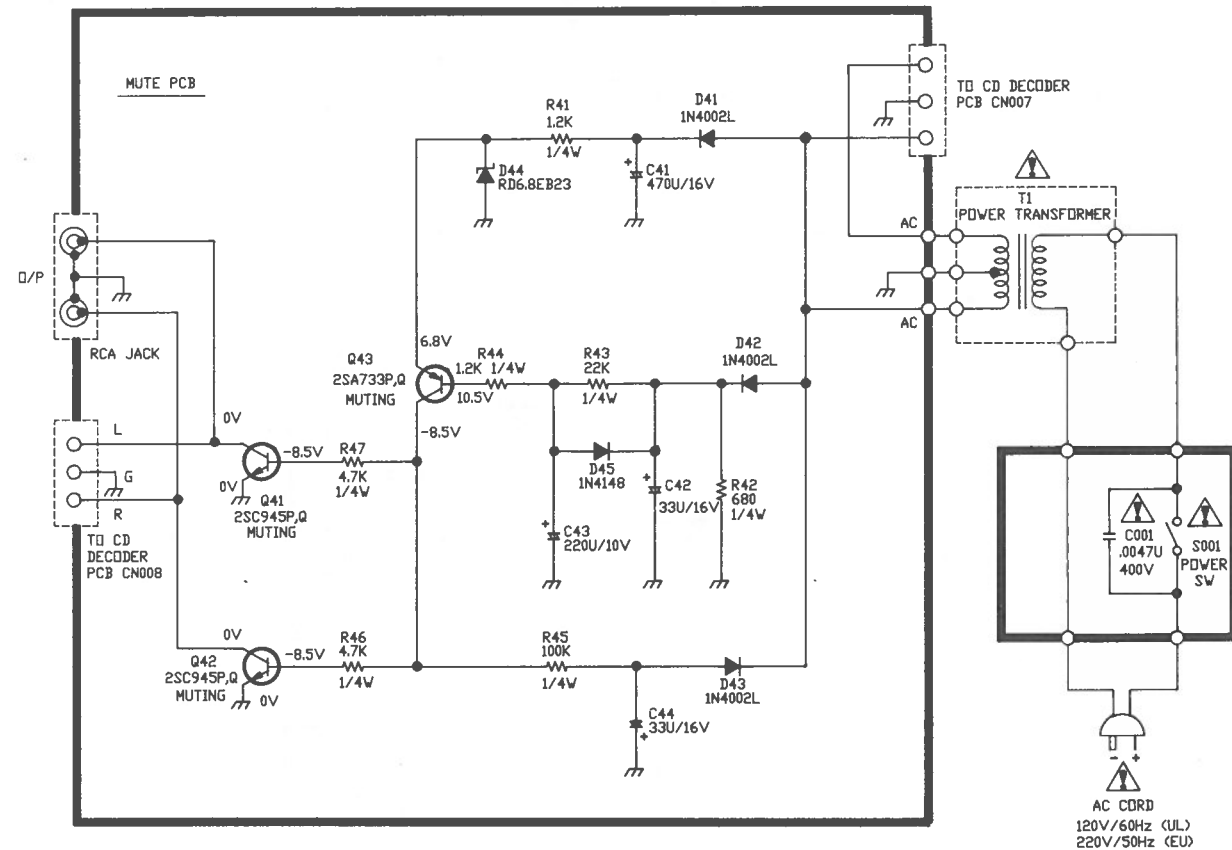 MUTE PCB
R41
1.2K
1/4W
D41
1N4002L
TO CD DECODER
PCB CN007
D44
RD6.8EB23
+
C41
470U/16V
T1
POWER TRANSFORMER
AC
AC
O/P
RCA JACK
6.8V
Q43
2SA733P,Q
MUTING
R44
1.2K 1/4W
10.5V
R43
22K
1/4W
D42
1N4002L
-8.5V
L
G
R
0V
-8.5V
0V
Q41
2SC945P,Q
MUTING
R47
4.7K
1/4W
D45
1N4148
+
C42
33U/16V
R42
680
1/4W
+
C43
220U/10V
TO CD
DECODER
PCB CN008
C001
.0047U
400V
S001
POWER
SW
0V
-8.5V
Q42
2SC945P,Q
MUTING
0V
R46
4.7K
1/4W
R45
100K
1/4W
D43
1N4002L
C44
33U/16V
+
- +
AC CORD
120V/60Hz (UL)
220V/50Hz (EU)